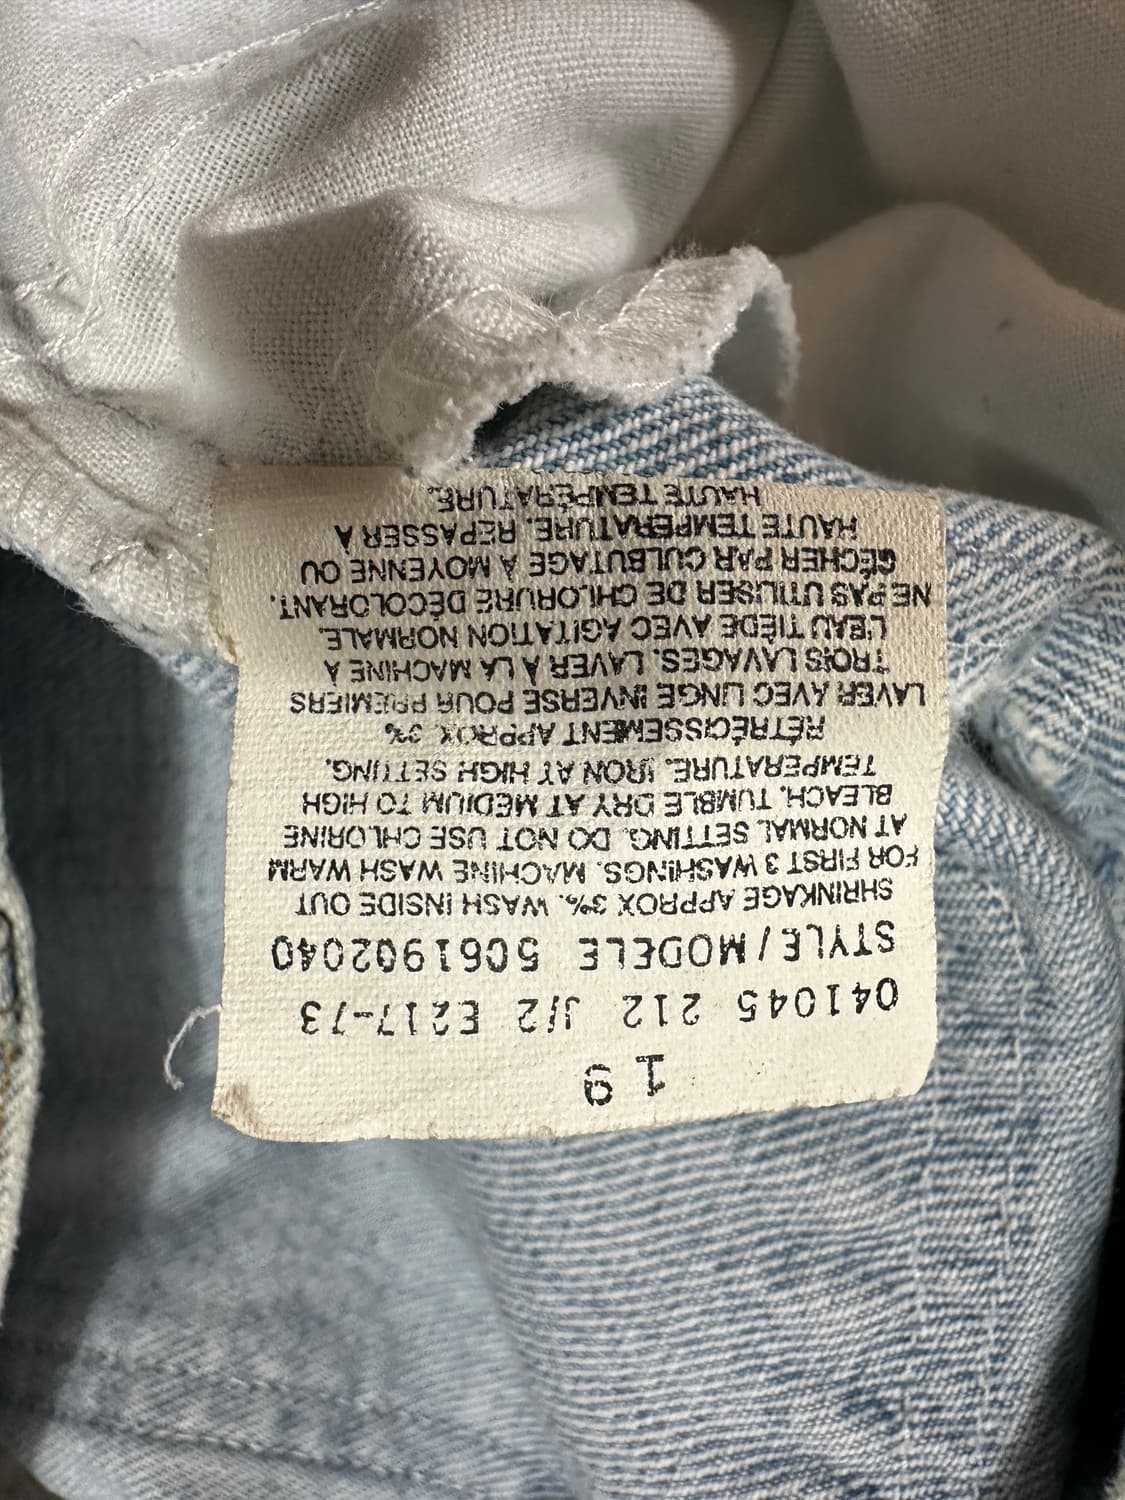 19
041045 212 J/2 E217-73
STYLE/MODELE 5061902040
SHRINKAGE APPROX 3%. WASH INSIDE OUT
FOR FIRST 3 WASHINGS. MACHINE WASH WARM
AT NORMAL SETTING. DO NOT USE CHLORINE
BLEACH. TUMBLE DRY AT MEDIUM TO HIGH
TEMPERATURE. IRON AT HIGH SETTING.
RÉTRÉCISSEMENT APPROX 3%
LAVER AVEC LINGE INVERSE POUR PREMIERS
TROIS LAVAGES. LAVER À LA MACHINE À
L'EAU TIÈDE AVEC AGITATION NORMALE.
NE PAS UTILISER DE CHLORURE DÉCOLORANT.
SÉCHER PAR CULBUTAGE À MOYENNE OU
HAUTE TEMPERATURE. REPASSER À
HAUTE TEMPÉRATURE.